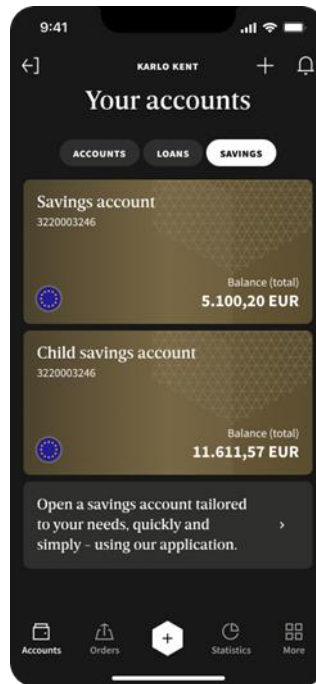 9:41
KARLO KENT
Your accounts
ACCOUNTS LOANS SAVINGS
Savings account
3220003246
Balance (total)
5.100,20 EUR
Child savings account
3220003246
Balance (total)
11.611,57 EUR
Open a savings account tailored
to your needs, quickly and
simply – using our application.
Accounts Orders Statistics More